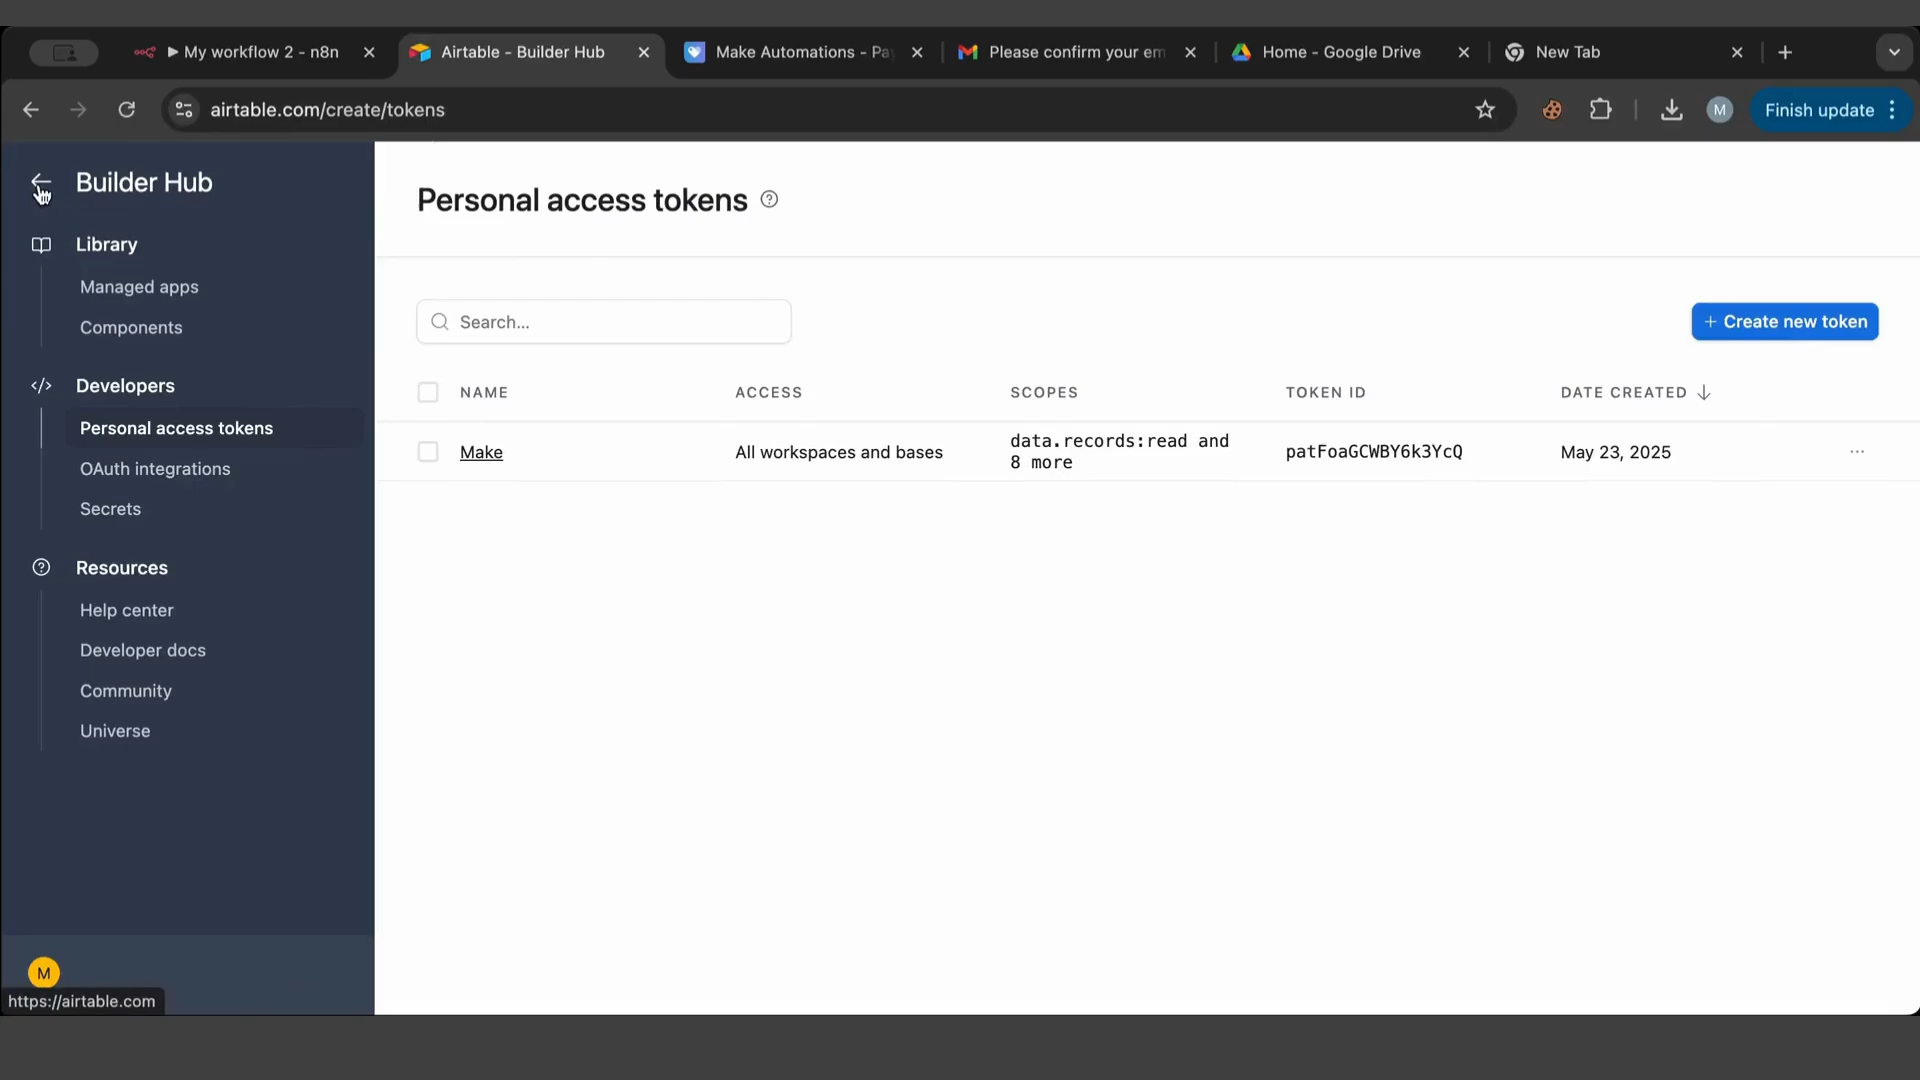 ▶ My workflow 2 - n8n
Airtable - Builder Hub
Make Automations - Pa
Please confirm your em
Home - Google Drive
New Tab
airtable.com/create/tokens
M
Finish update
Builder Hub
Library
Managed apps
Components
Developers
Personal access tokens
OAuth integrations
Secrets
Resources
Help center
Developer docs
Community
Universe
M
https://airtable.com
Personal access tokens
Search...
+ Create new token
NAME ACCESS SCOPES TOKEN ID DATE CREATED
Make All workspaces and bases data.records:read and patFoaGCWBY6k3YcQ May 23, 2025
8 more